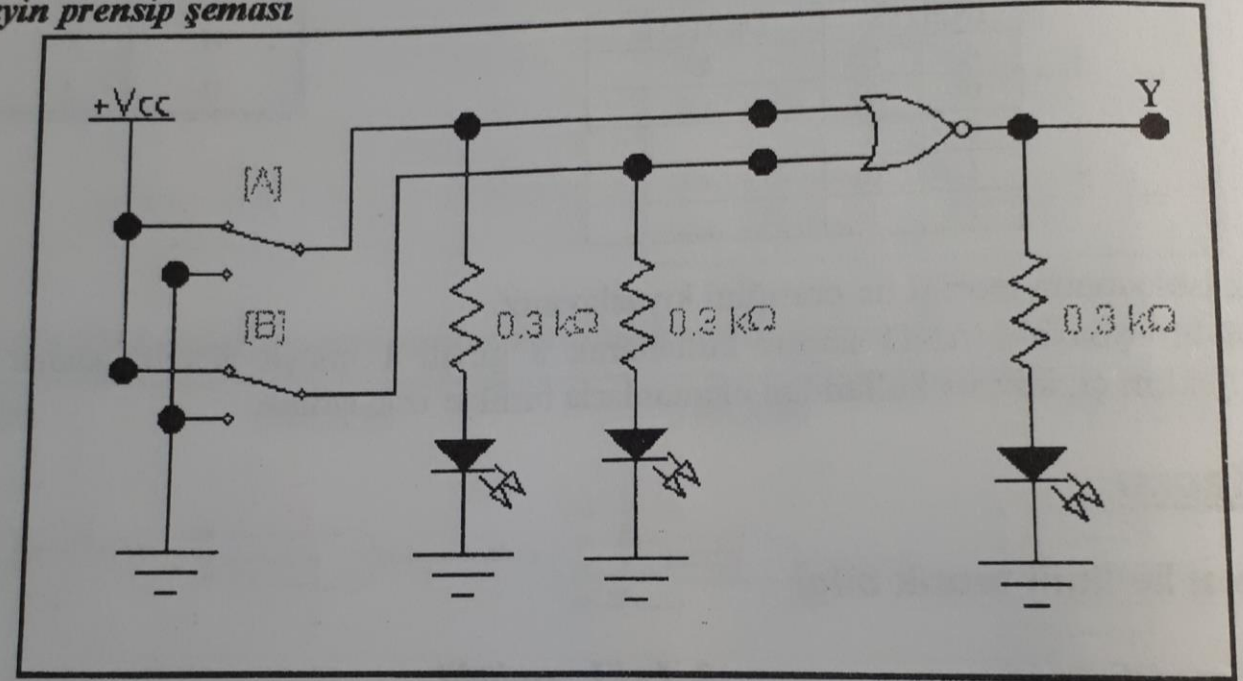 yin prensip şeması
+Vcc
Y
[A]
[B]
0.3 kΩ
0.3 kΩ
0.3 kΩ